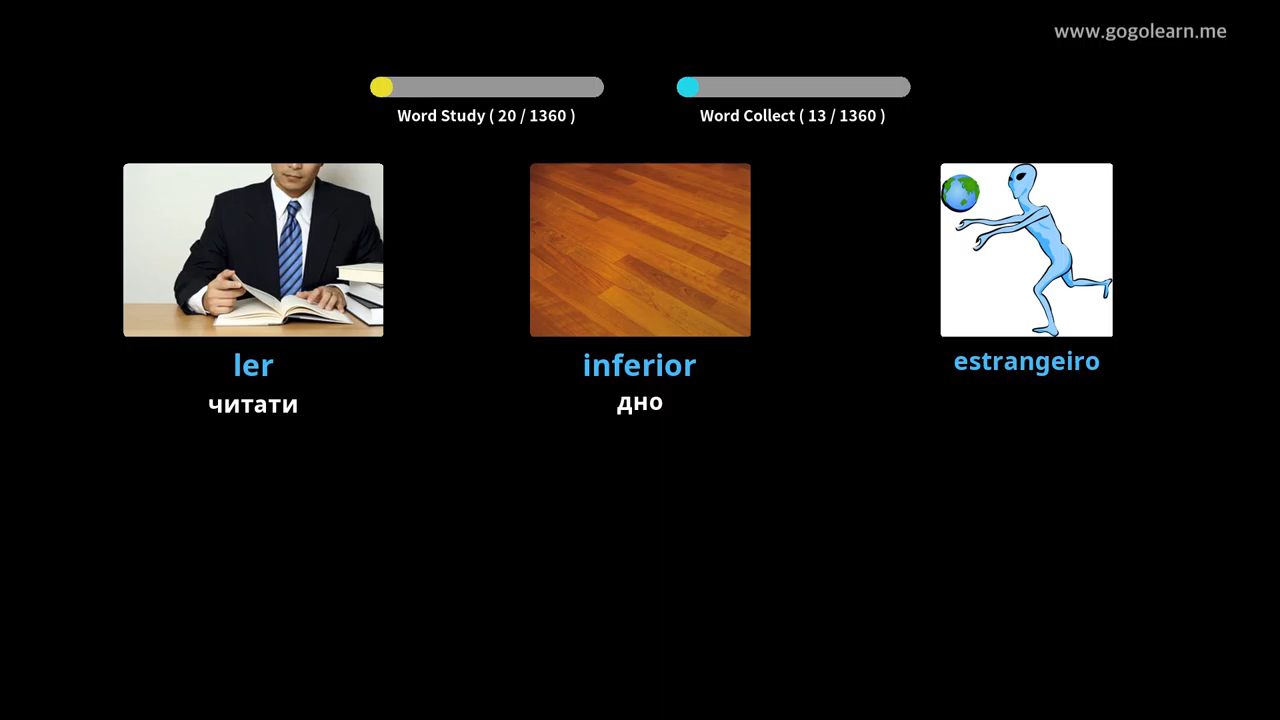 www.gogolearn.me
Word Study ( 20 / 1360 )
Word Collect ( 13 / 1360 )
ler
читати
inferior
дно
estrangeiro